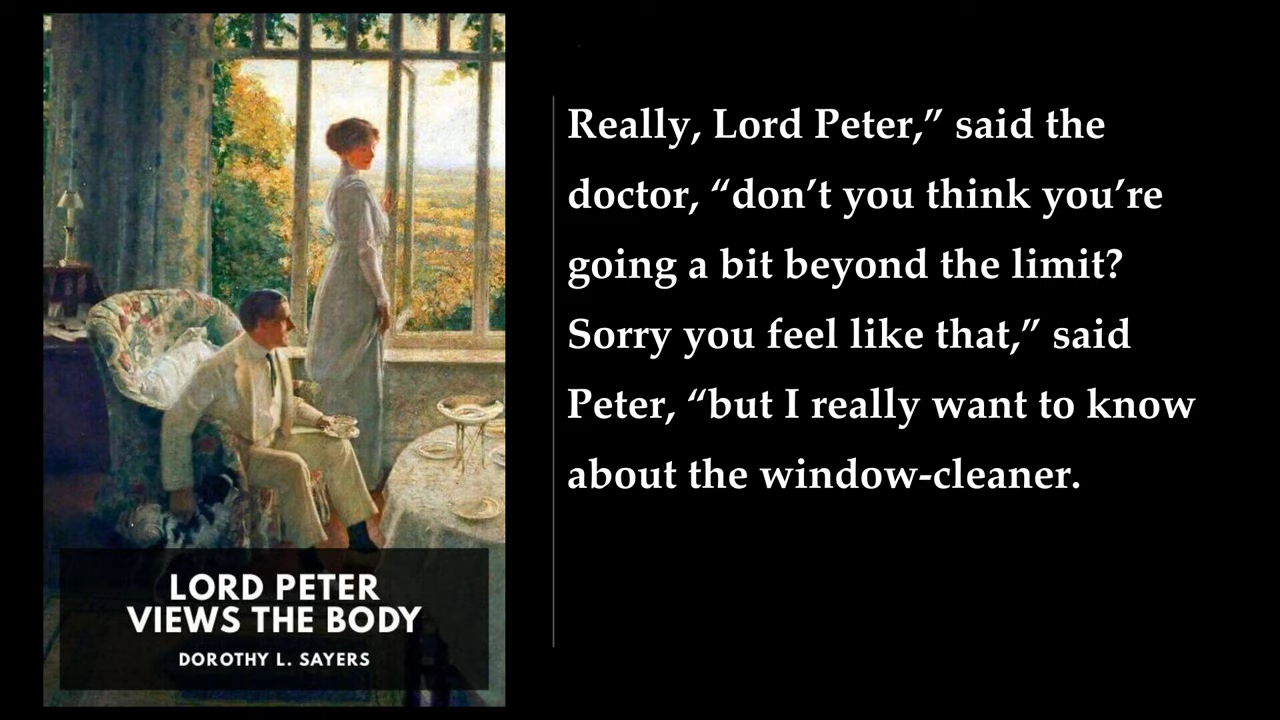 LORD PETER
VIEWS THE BODY
DOROTHY L. SAYERS
Really, Lord Peter,” said the
doctor, “don’t you think you’re
going a bit beyond the limit?
Sorry you feel like that,” said
Peter, “but I really want to know
about the window-cleaner.